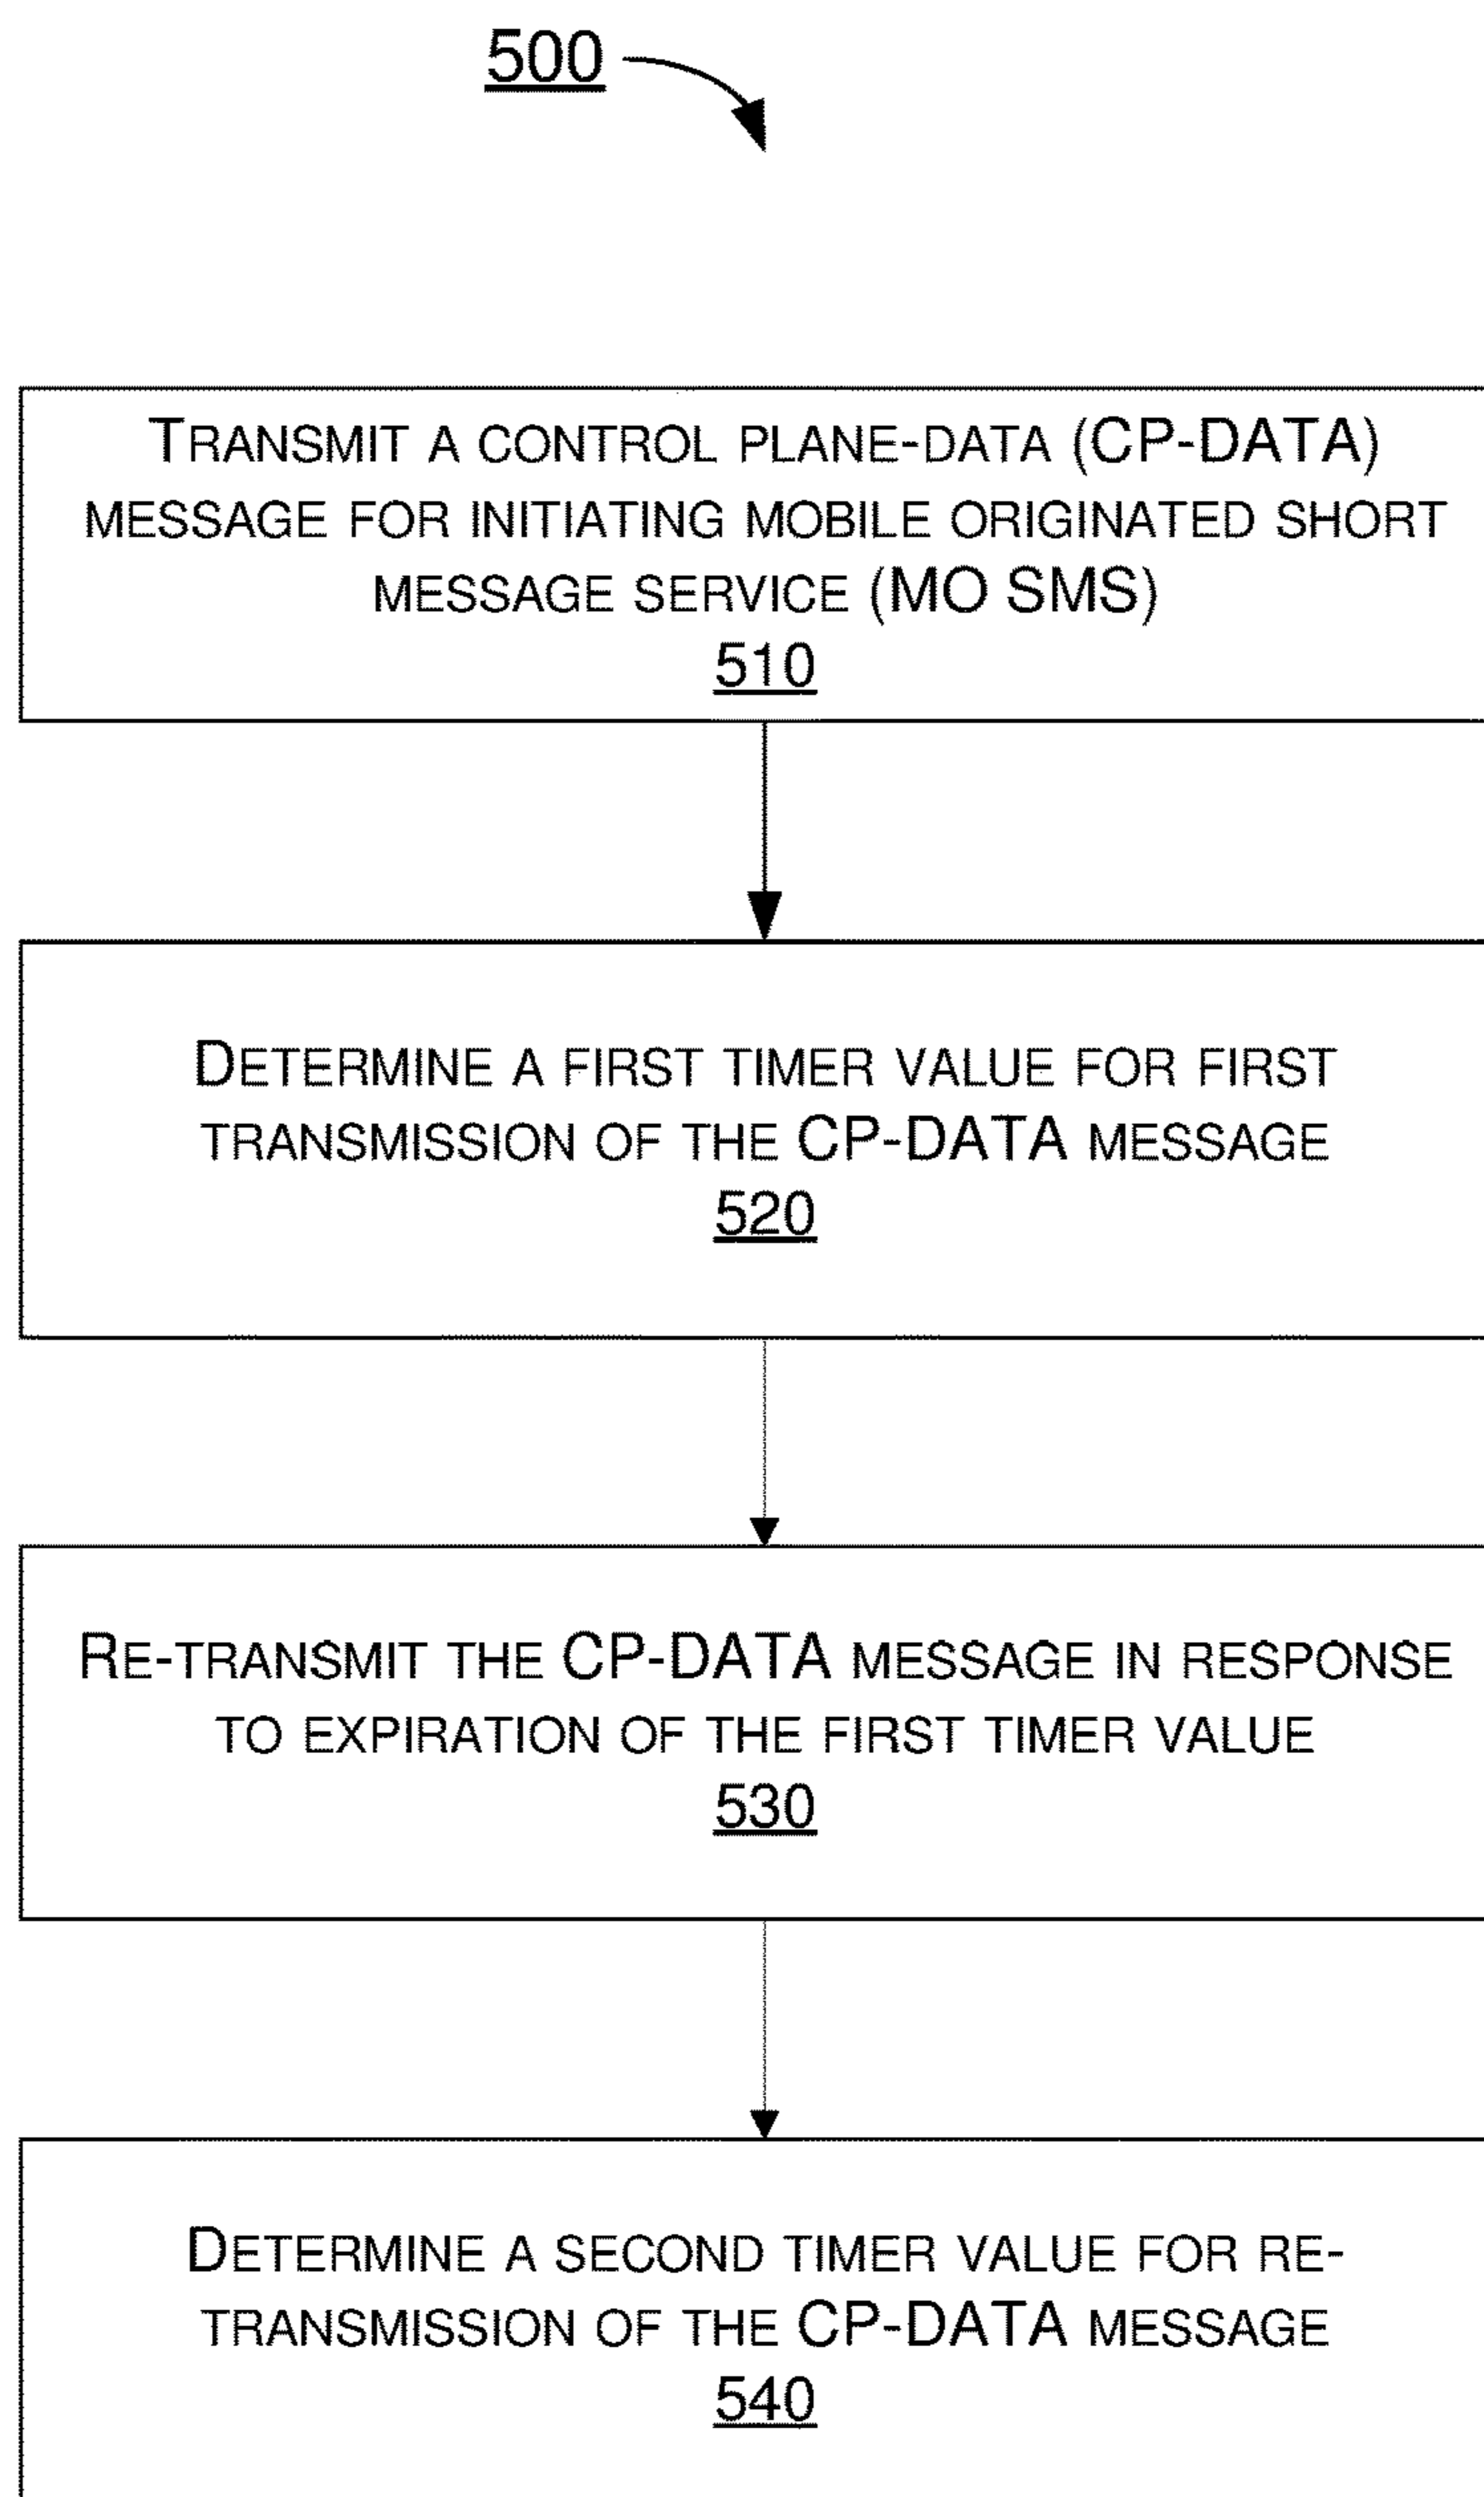 500
TRANSMIT A CONTROL PLANE-DATA (CP-DATA)
MESSAGE FOR INITIATING MOBILE ORIGINATED SHORT
MESSAGE SERVICE (MO SMS)
510
DETERMINE A FIRST TIMER VALUE FOR FIRST
TRANSMISSION OF THE CP-DATA MESSAGE
520
RE-TRANSMIT THE CP-DATA MESSAGE IN RESPONSE
TO EXPIRATION OF THE FIRST TIMER VALUE
530
DETERMINE A SECOND TIMER VALUE FOR RE-
TRANSMISSION OF THE CP-DATA MESSAGE
540